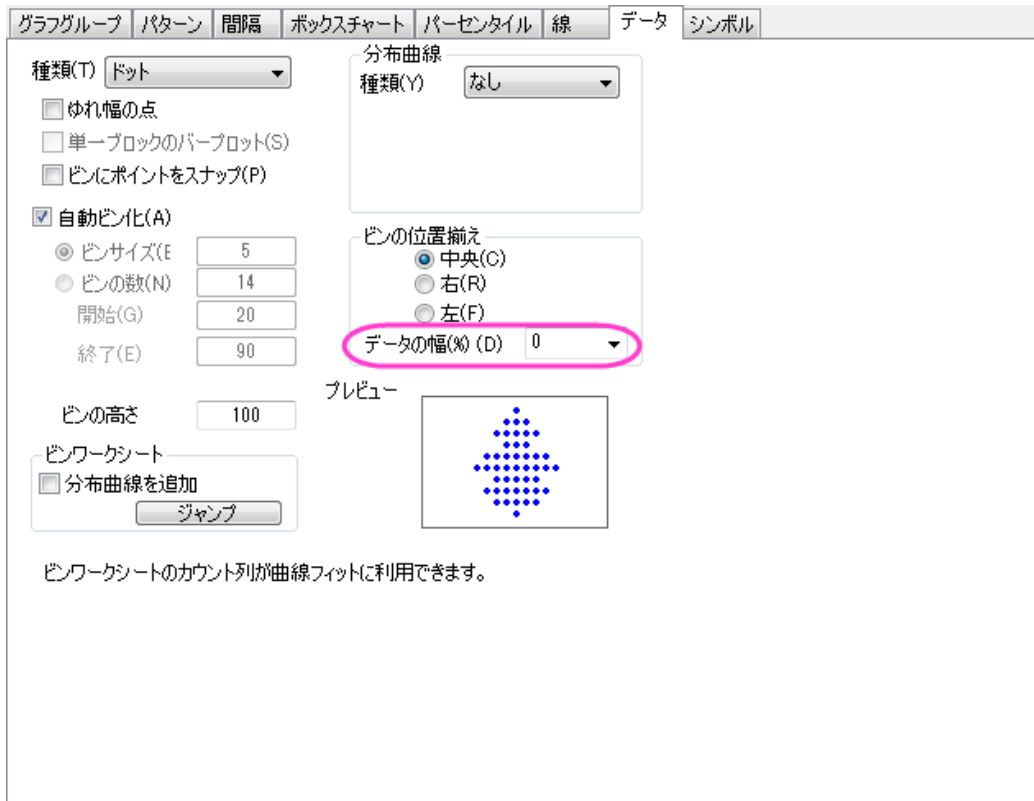 グラフグループ パターン 間隔 ボックスチャート パーセンタイル 線 データ シンボル
種類(T) ドット
ゆれ幅の点
単一ブロックのバープロット(S)
ビンにポイントをスナップ(P)
自動ビン化(A)
ビンサイズ(E 5
ビンの数(N) 14
開始(G) 20
終了(E) 90
ビンの高さ 100
ビンワークシート
分布曲線を追加
ジャンプ
分布曲線
種類(Y) なし
ビンの位置揃え
中央(C)
右(R)
左(F)
データの幅(%) (D) 0
プレビュー
ビンワークシートのカウント列が曲線フィットに利用できます。